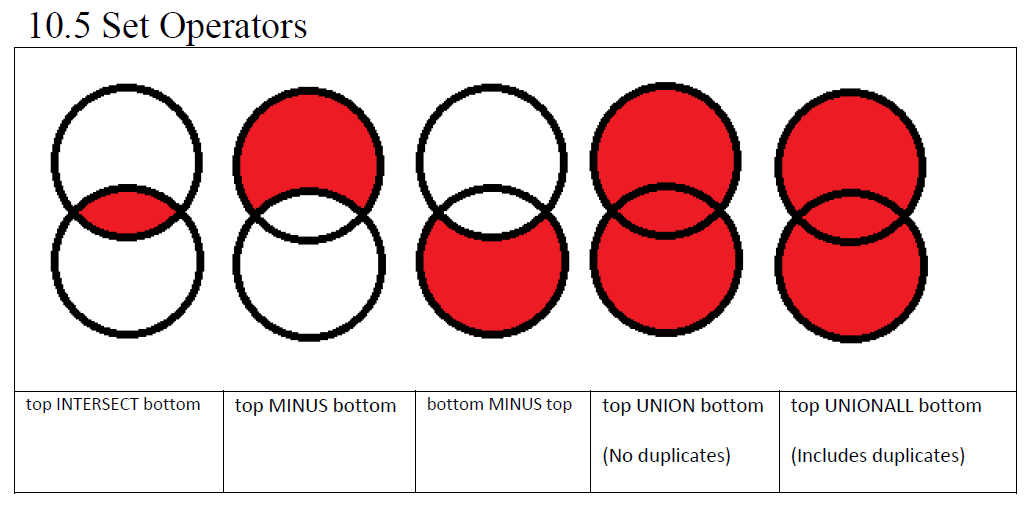 10.5 Set Operators
top INTERSECT bottom
top MINUS bottom
bottom MINUS top
top UNION bottom
(No duplicates)
top UNIONALL bottom
(Includes duplicates)